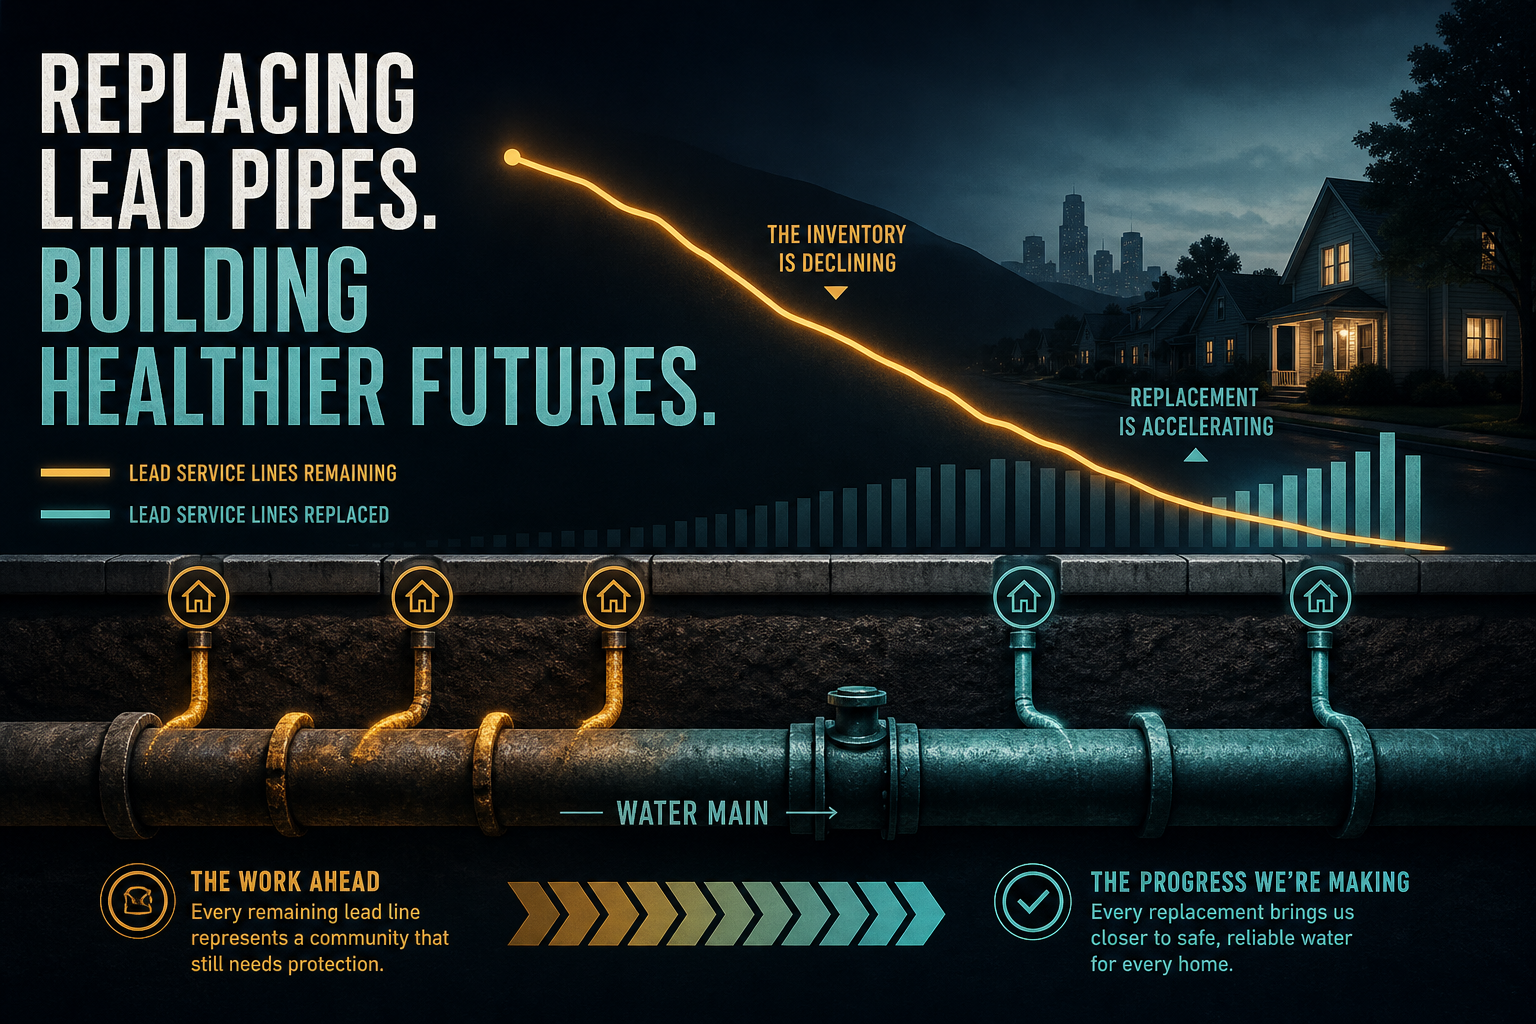 REPLACING
LEAD PIPES.
BUILDING
HEALTHIER FUTURES.
LEAD SERVICE LINES REMAINING
LEAD SERVICE LINES REPLACED
THE INVENTORY
IS DECLINING
REPLACEMENT
IS ACCELERATING
WATER MAIN
THE WORK AHEAD
Every remaining lead line
represents a community that
still needs protection.
THE PROGRESS WE'RE MAKING
Every replacement brings us
closer to safe, reliable water
for every home.